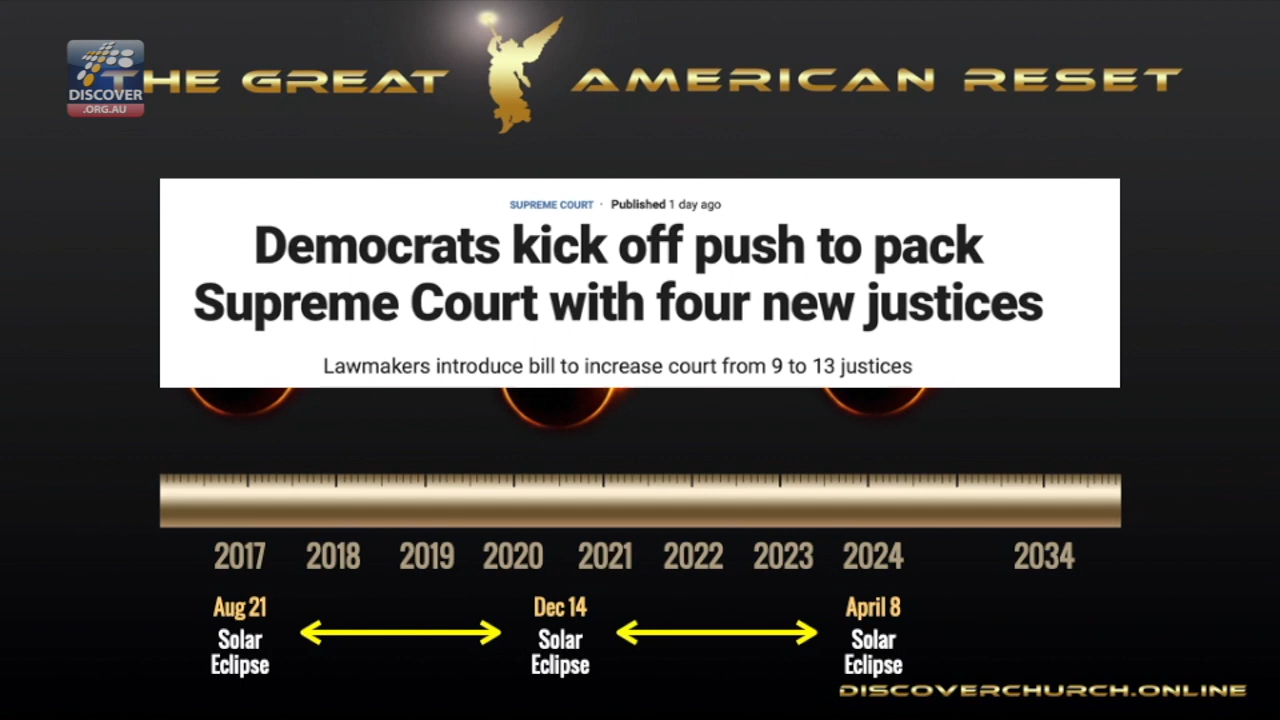 DISCOVER
.ORG.AU
THE GREAT AMERICAN RESET
SUPREME COURT · Published 1 day ago
Democrats kick off push to pack
Supreme Court with four new justices
Lawmakers introduce bill to increase court from 9 to 13 justices
2017 2018 2019 2020 2021 2022 2023 2024 2034
Aug 21 Dec 14 April 8
Solar Solar Solar
Eclipse Eclipse Eclipse
DISCOVERCHURCH.ONLINE